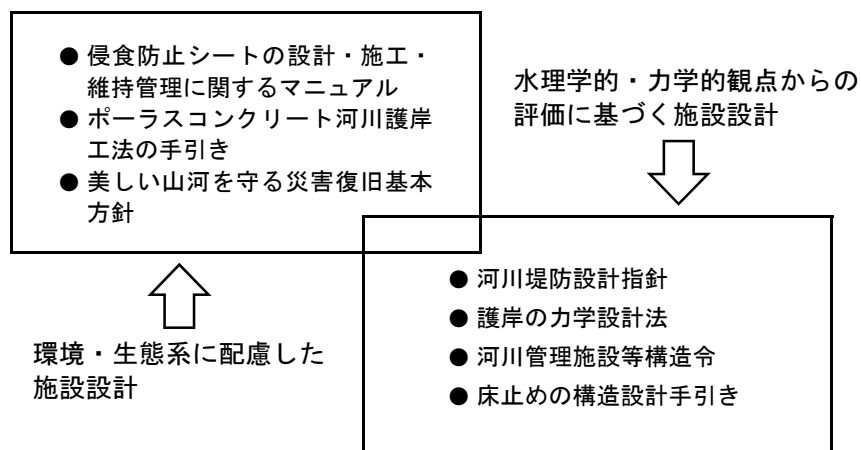 ● 侵食防止シートの設計・施工・
維持管理に関するマニュアル
● ポーラスコンクリート河川護岸
工法の手引き
● 美しい山河を守る災害復旧基本
方針
水理学的・力学的観点からの
評価に基づく施設設計
環境・生態系に配慮した
施設設計
● 河川堤防設計指針
● 護岸の力学設計法
● 河川管理施設等構造令
● 床止めの構造設計手引き